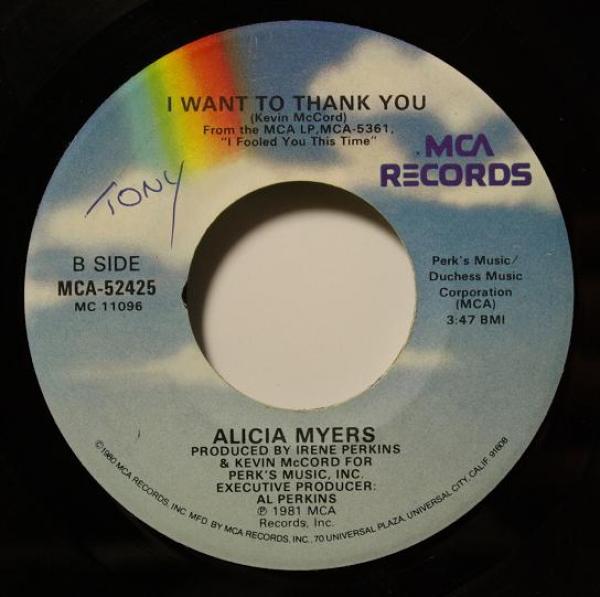 I WANT TO THANK YOU
(Kevin McCord)
From the MCA LP, MCA-5361,
"I Fooled You This Time"
MCA
RECORDS
TONY
B SIDE
MCA-52425
MC 11096
Perk's Music/
Duchess Music
Corporation
(MCA)
3:47 BMI
ALICIA MYERS
PRODUCED BY IRENE PERKINS
& KEVIN McCORD FOR
PERK'S MUSIC, INC.
EXECUTIVE PRODUCER:
AL PERKINS
℗ 1981 MCA
Records, Inc.
©1980 MCA RECORDS, INC. MFD. BY MCA RECORDS, INC., 70 UNIVERSAL PLAZA, UNIVERSAL CITY, CALIF. 91608